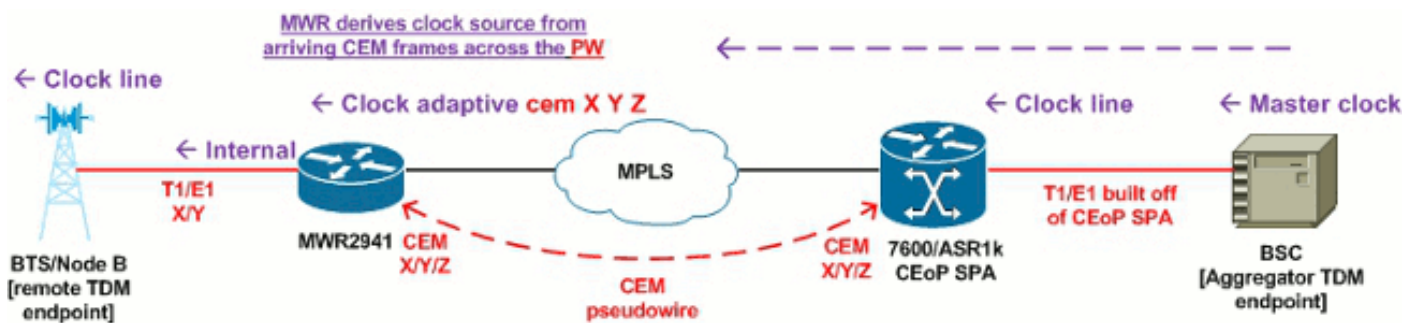 MWR derives clock source from
arriving CEM frames across the PW
← Clock line
← Clock adaptive cem X Y Z
← Clock line
← Master clock
← Internal
MPLS
T1/E1
X/Y
T1/E1 built off
of CEoP SPA
MWR2941
CEM
X/Y/Z
CEM
X/Y/Z
7600/ASR1k
CEoP SPA
BTS/Node B
[remote TDM
endpoint]
CEM
pseudowire
BSC
[Aggregator TDM
endpoint]